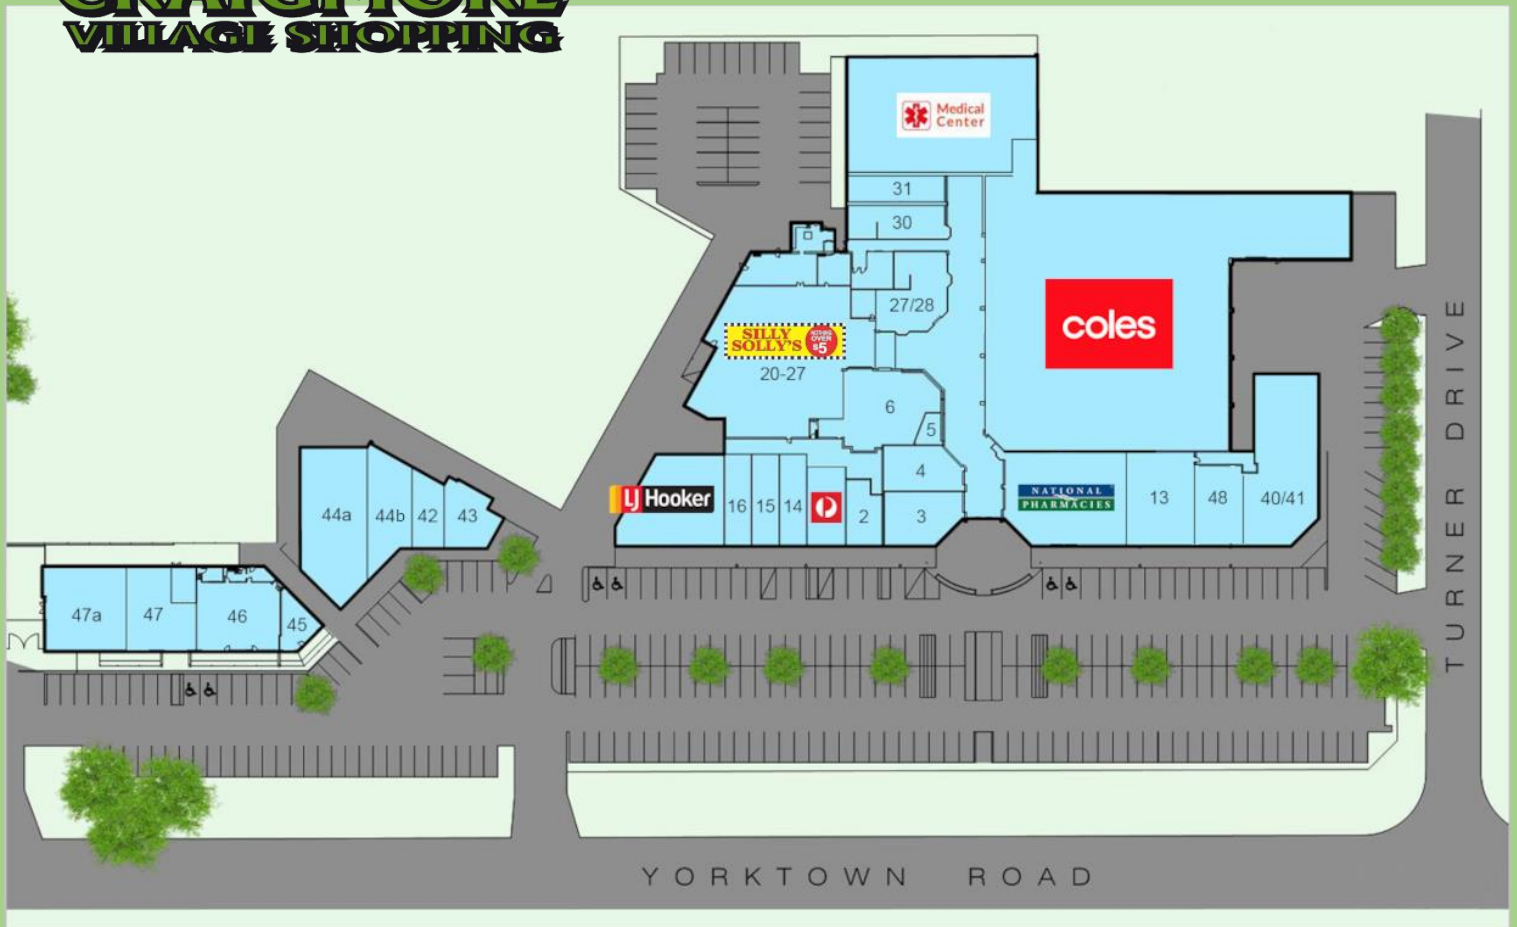 CRAIGMORE
VILLAGE SHOPPING
Medical
Center
31
30
27/28
coles
SILLY
SOLLY'S
NOTHING
OVER
$5
20-27
6
5
4
LJ Hooker
16
15
14
2
3
NATIONAL
PHARMACIES
13
48
40/41
44a
44b
42
43
47a
47
46
45
TURNER DRIVE
YORKTOWN ROAD